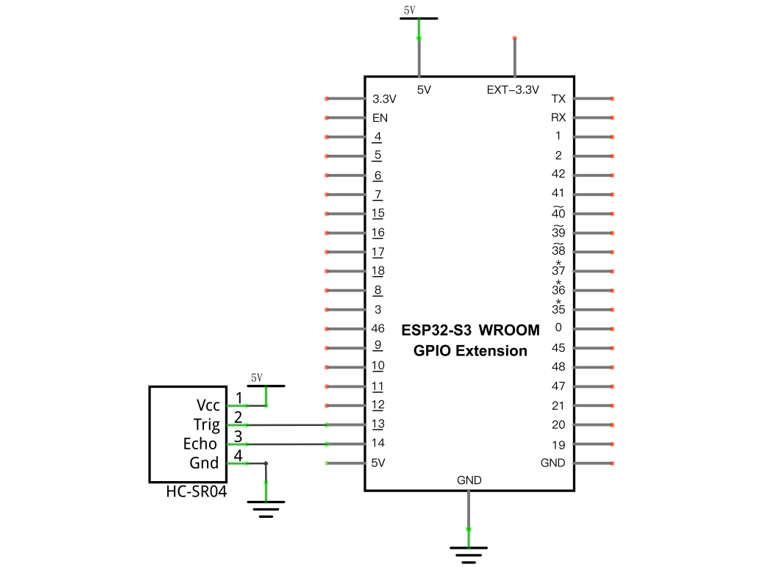 5V
5V EXT-3.3V
3.3V TX
EN RX
4 1
5 2
6 42
7 41
15 ~40
16 ~39
17 ~38
18 *37
8 *36
3 *35
46 ESP32-S3 WROOM 0
GPIO Extension
9 45
10 48
5V 11 47
Vcc 1 12 21
Trig 2 13 20
Echo 3 14 19
Gnd 4 5V GND
GND
HC-SR04